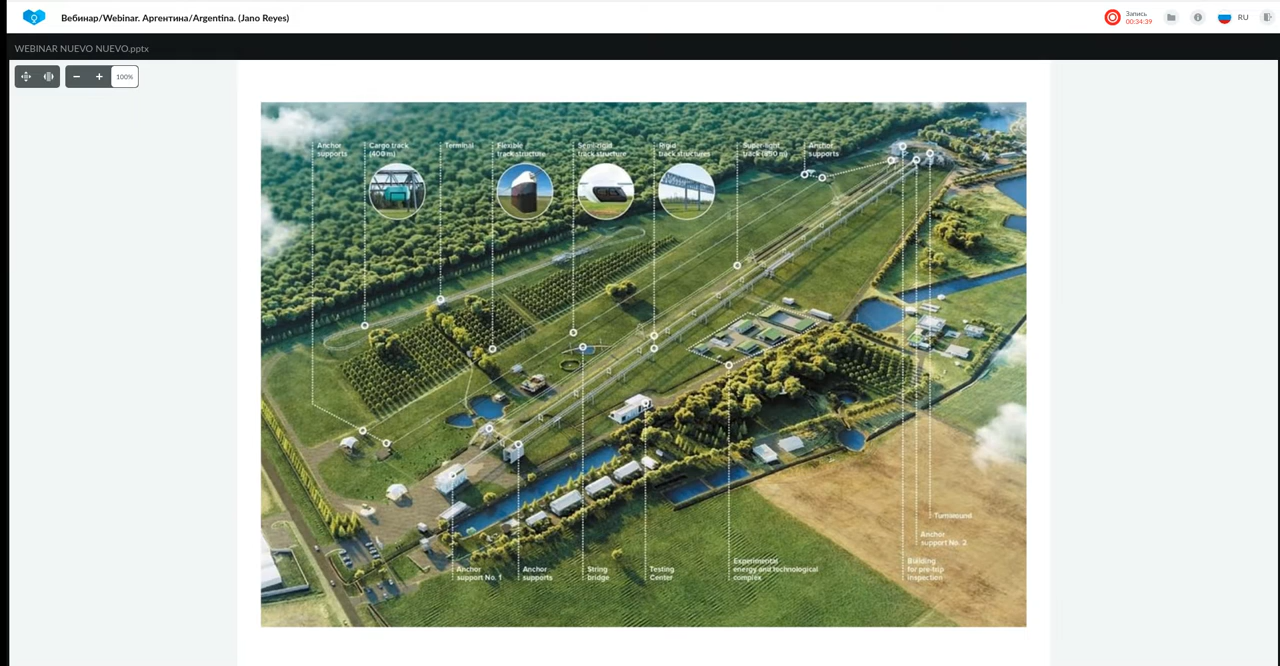 Вебинар/Webinar. Аргентина/Argentina. (Jano Reyes)
Запись
00:34:39
RU
WEBINAR NUEVO NUEVO.pptx
100%
Anchor
supports
Cargo track
(400 m)
Terminal
Flexible
track structure
Semi-rigid
track structure
Rigid
track structures
Super-light
track (850 m)
Anchor
supports
Turnaround
Anchor
support No. 2
Building
for pre-trip
inspection
Anchor
support No. 1
Anchor
supports
String
bridge
Testing
Center
Experimental
energy and technological
complex